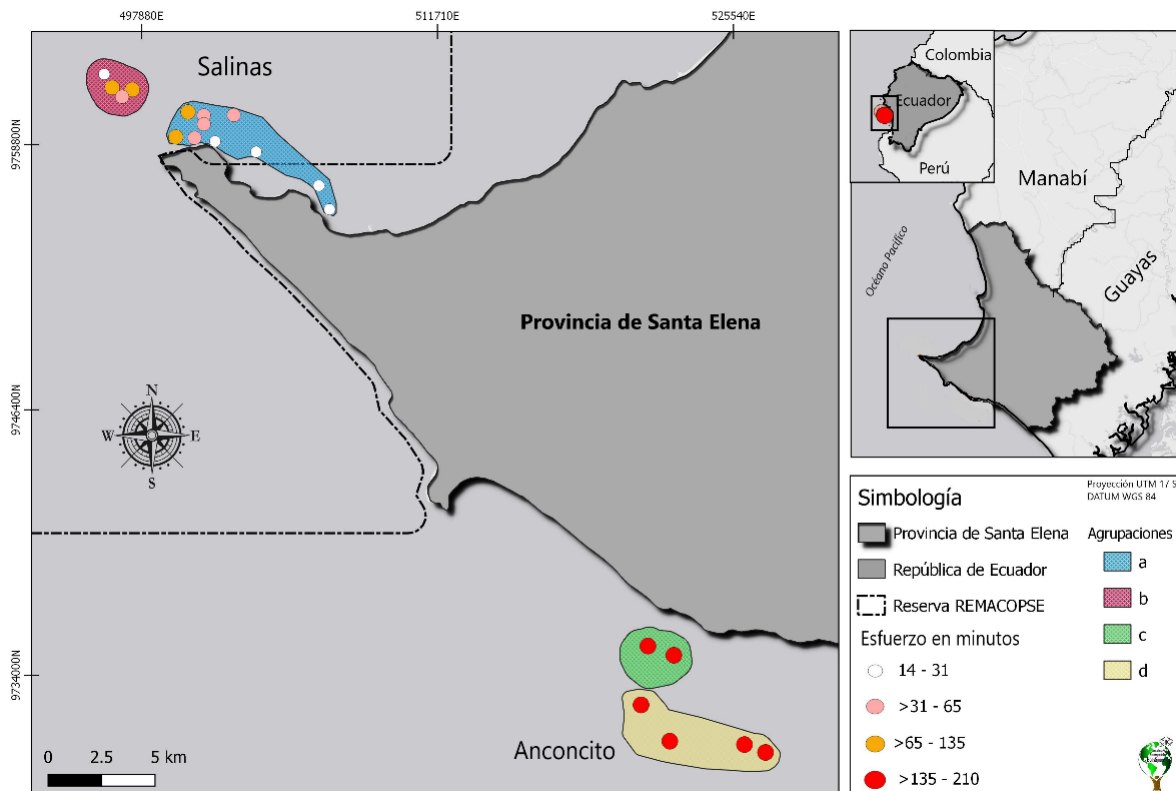 497880E
511710E
525540E
9758800N
9746400N
9734000N
Salinas
Provincia de Santa Elena
N
W
E
S
Anconcito
0 2.5 5 km
Colombia
Ecuador
Perú
Manabí
Guayas
Océano Pacífico
Simbología
Proyección UTM 17 S
DATUM WGS 84
Provincia de Santa Elena
República de Ecuador
Reserva REMACOPSE
Esfuerzo en minutos
14 - 31
>31 - 65
>65 - 135
>135 - 210
Agrupaciones
a
b
c
d